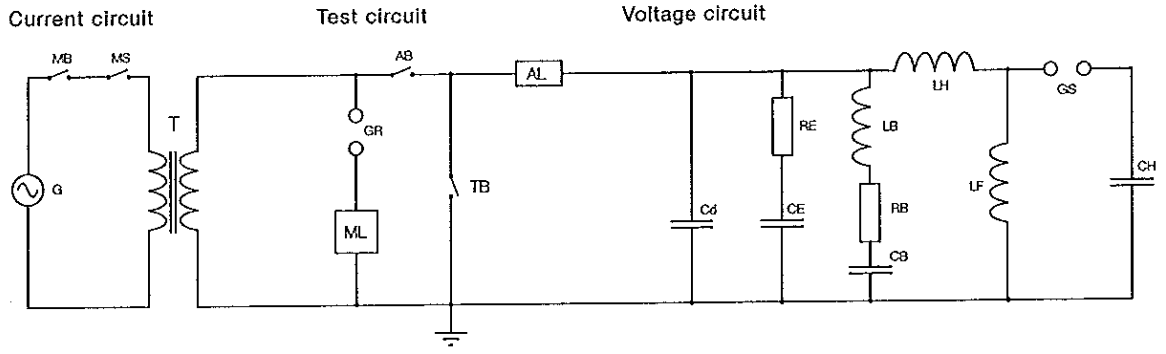 Current circuit
Test circuit
Voltage circuit
MB
MS
AB
AL
LH
GS
T
GR
RE
LB
G
TB
LF
CH
ML
Cd
CE
RB
CB